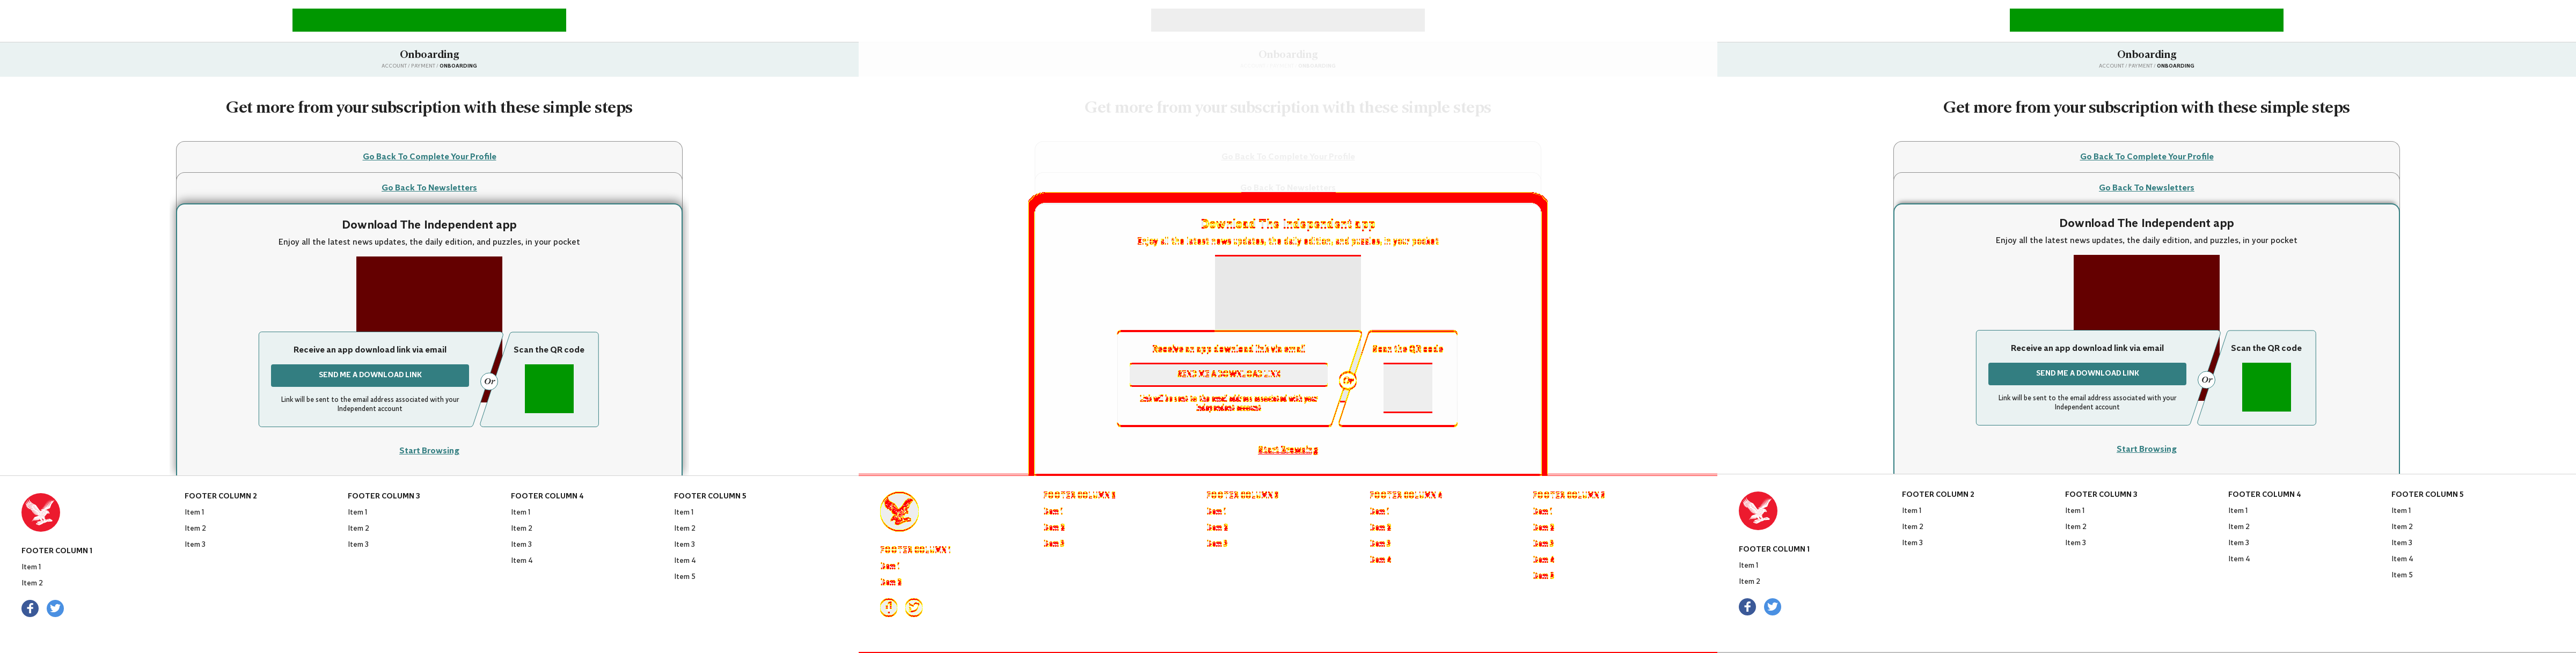 Onboarding
ACCOUNT / PAYMENT / ONBOARDING
Get more from your subscription with these simple steps
Go Back To Complete Your Profile
Go Back To Newsletters
Download The Independent app
Enjoy all the latest news updates, the daily edition, and puzzles, in your pocket
Receive an app download link via email
Scan the QR code
SEND ME A DOWNLOAD LINK
Or
Link will be sent to the email address associated with your
Independent account
Start Browsing
FOOTER COLUMN 1
Item 1
Item 2
FOOTER COLUMN 2
Item 1
Item 2
Item 3
FOOTER COLUMN 3
Item 1
Item 2
Item 3
FOOTER COLUMN 4
Item 1
Item 2
Item 3
Item 4
FOOTER COLUMN 5
Item 1
Item 2
Item 3
Item 4
Item 5
Onboarding
ONBOARDING
Get more from your subscription with these simple steps
Go Back To Complete Your Profile
Go Back To Newsletters
Download The Independent app
Enjoy all the latest news updates, the daily edition, and puzzles, in your pocket
Receive an app download link via email
Scan the QR code
SEND ME A DOWNLOAD LINK
Or
Link will be sent to the email address associated with your
Independent account
Start Browsing
FOOTER COLUMN 1
Item 1
Item 2
FOOTER COLUMN
Item 1
Item 2
Item 3
FOOTER COLUMN
Item 1
Item 2
Item 3
FOOTER COLUMN 4
Item 1
Item 2
Item 3
Item 4
FOOTER COLUMN
Item 1
Item 2
Item 3
Item 4
Item 5
Onboarding
ACCOUNT / PAYMENT / ONBOARDING
Get more from your subscription with these simple steps
Go Back To Complete Your Profile
Go Back To Newsletters
Download The Independent app
Enjoy all the latest news updates, the daily edition, and puzzles, in your pocket
Receive an app download link via email
Scan the QR code
SEND ME A DOWNLOAD LINK
Or
Link will be sent to the email address associated with your
Independent account
Start Browsing
FOOTER COLUMN 1
Item 1
Item 2
FOOTER COLUMN 2
Item 1
Item 2
Item 3
FOOTER COLUMN 3
Item 1
Item 2
Item 3
FOOTER COLUMN 4
Item 1
Item 2
Item 3
Item 4
FOOTER COLUMN 5
Item 1
Item 2
Item 3
Item 4
Item 5